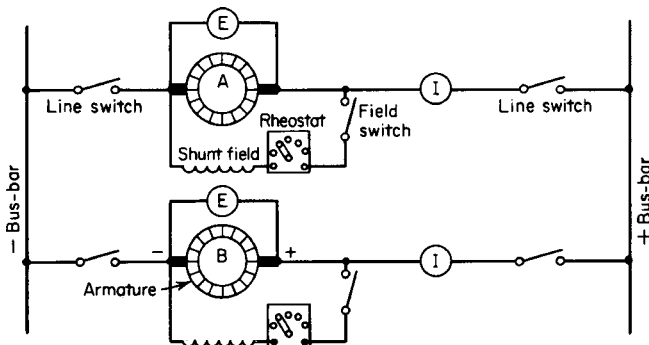 E
A
I
Line switch
Field
switch
Line switch
Rheostat
Shunt field
− Bus-bar
+ Bus-bar
E
− B +
I
Armature